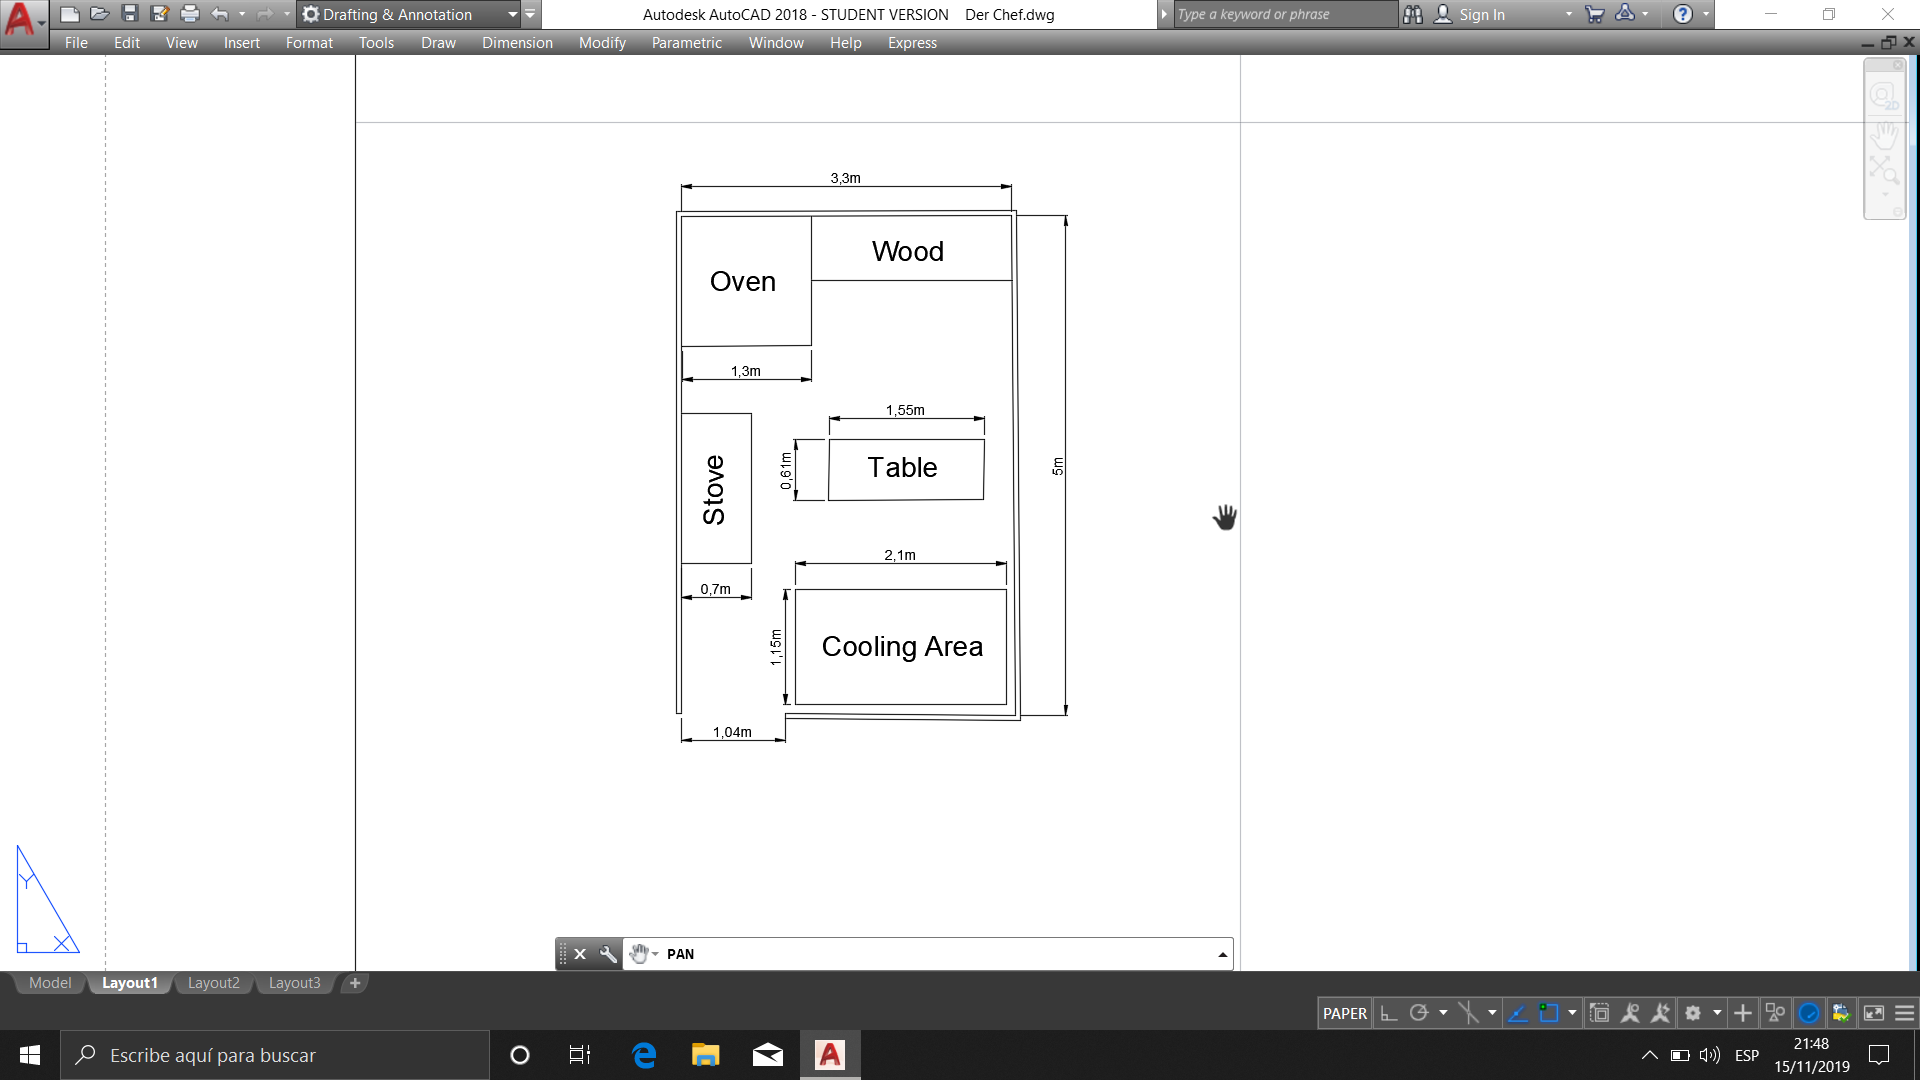 Drafting & Annotation
Autodesk AutoCAD 2018 - STUDENT VERSION Der Chef.dwg
Type a keyword or phrase
Sign In
File Edit View Insert Format Tools Draw Dimension Modify Parametric Window Help Express
2D
3,3m
Wood
Oven
1,3m
1,55m
0,61m
Table
5m
Stove
2,1m
0,7m
1,15m
Cooling Area
1,04m
Y
X
PAN
Model Layout1 Layout2 Layout3 +
PAPER
Escribe aquí para buscar
ESP
21:48
15/11/2019